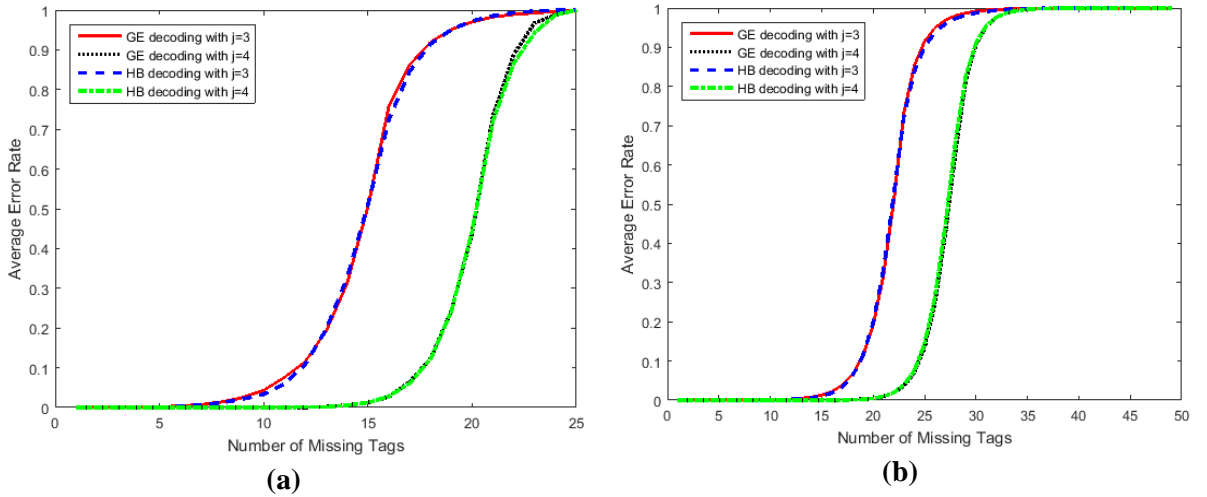 1
0.9
0.8
0.7
0.6
0.5
0.4
0.3
0.2
0.1
0
Average Error Rate
GE decoding with j=3
GE decoding with j=4
HB decoding with j=3
HB decoding with j=4
0 5 10 15 20 25
Number of Missing Tags
(a)
1
0.9
0.8
0.7
0.6
0.5
0.4
0.3
0.2
0.1
0
Average Error Rate
GE decoding with j=3
GE decoding with j=4
HB decoding with j=3
HB decoding with j=4
0 5 10 15 20 25 30 35 40 45 50
Number of Missing Tags
(b)